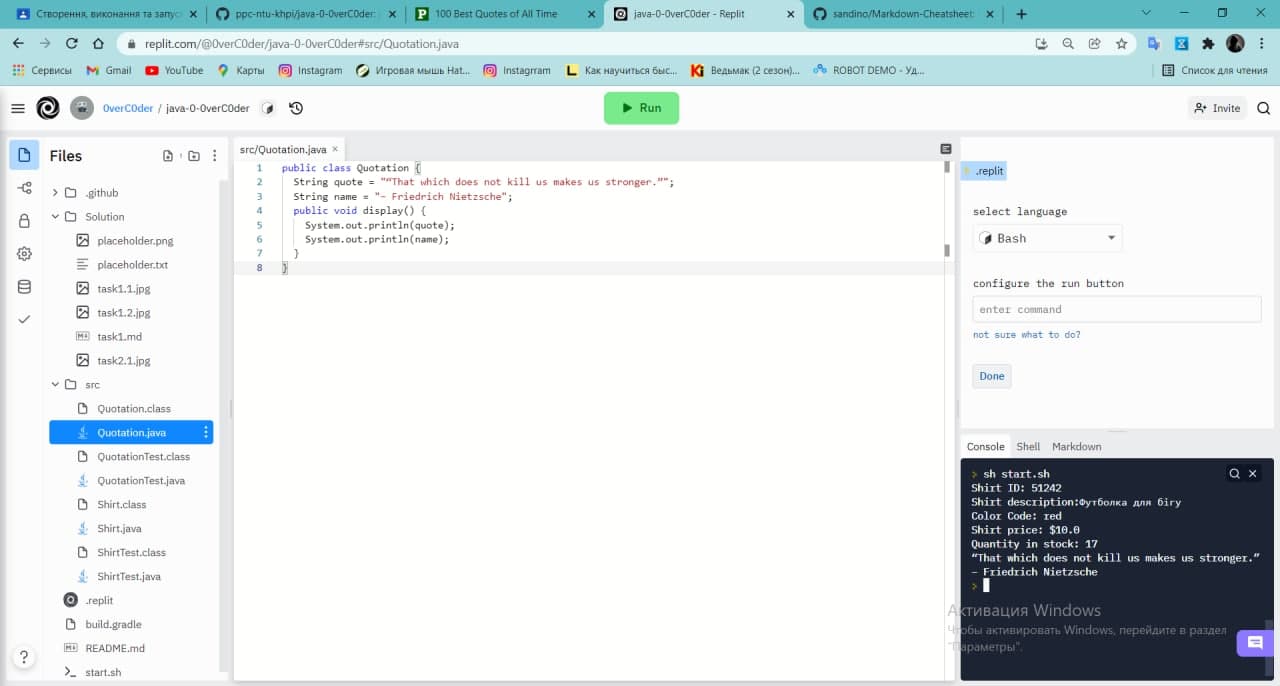 Створення, виконання та запус
ppc-ntu-khpi/java-0-0verC0der:
100 Best Quotes of All Time
java-0-0verC0der - Replit
sandino/Markdown-Cheatsheet:
replit.com/@0verC0der/java-0-0verC0der#src/Quotation.java
Сервисы
Gmail
YouTube
Карты
Instagram
Игровая мышь Hat...
Instagrram
Как научиться быс...
Ведьмак (2 сезон)...
ROBOT DEMO - Уд...
Список для чтения
0verC0der / java-0-0verC0der
Run
Invite
Files
.github
Solution
placeholder.png
placeholder.txt
task1.1.jpg
task1.2.jpg
task1.md
task2.1.jpg
src
Quotation.class
Quotation.java
QuotationTest.class
QuotationTest.java
Shirt.class
Shirt.java
ShirtTest.class
ShirtTest.java
.replit
build.gradle
README.md
start.sh
src/Quotation.java
1 public class Quotation {
2 String quote = "“That which does not kill us makes us stronger.”";
3 String name = "– Friedrich Nietzsche";
4 public void display() {
5 System.out.println(quote);
6 System.out.println(name);
7 }
8 }
.replit
select language
Bash
configure the run button
enter command
not sure what to do?
Done
Console Shell Markdown
> sh start.sh
Shirt ID: 51242
Shirt description:Футболка для бігу
Color Code: red
Shirt price: $10.0
Quantity in stock: 17
“That which does not kill us makes us stronger.”
– Friedrich Nietzsche
>
Активация Windows
Чтобы активировать Windows, перейдите в раздел
"Параметры".